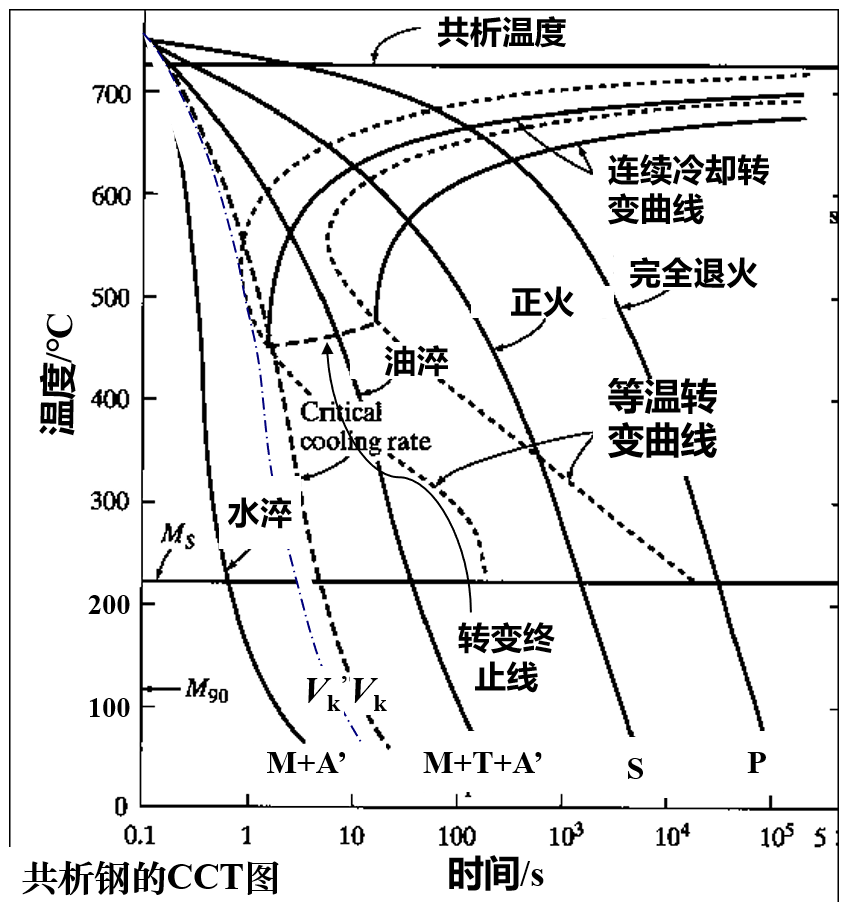 共析温度
700
连续冷却转
变曲线
s
600
完全退火
正火
500
温度/°C
油淬
等温转
变曲线
400
Critical
cooling rate
300
水淬
MS
200
转变终
止线
M90
Vk’ Vk
100
M+A’
M+T+A’
S
P
0
0.1 1 10 100 10³ 10⁴ 10⁵ 5
共析钢的CCT图
时间/s